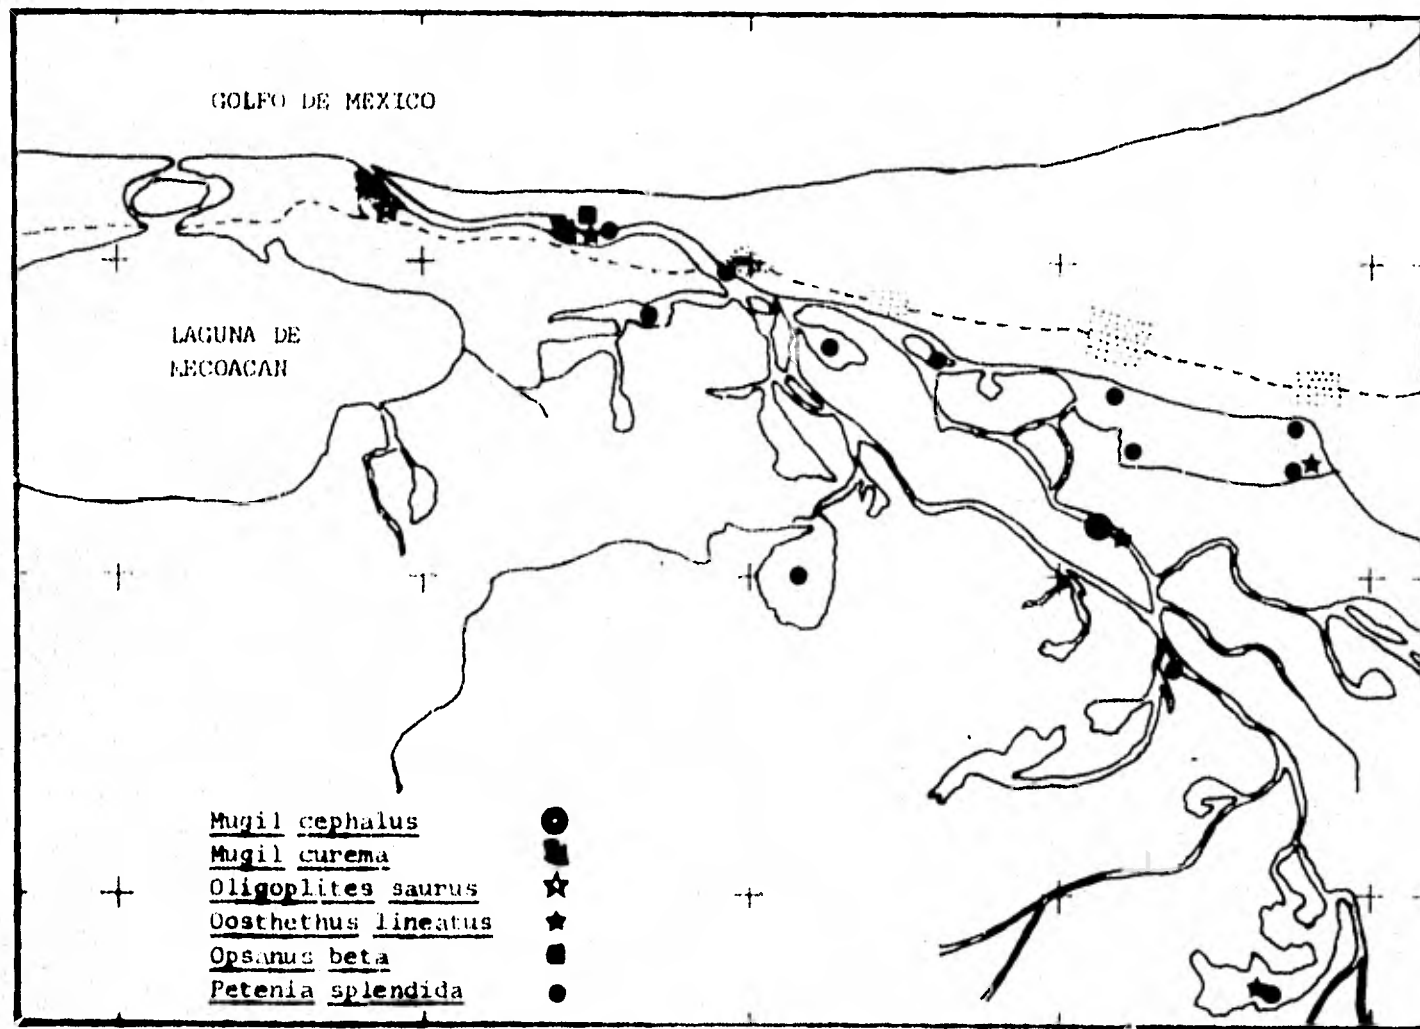 GOLFO DE MEXICO
LAGUNA DE
MECOACAN
Mugil cephalus
Mugil curema
Oligoplites saurus
Oosthethus lineatus
Opsanus beta
Petenia splendida